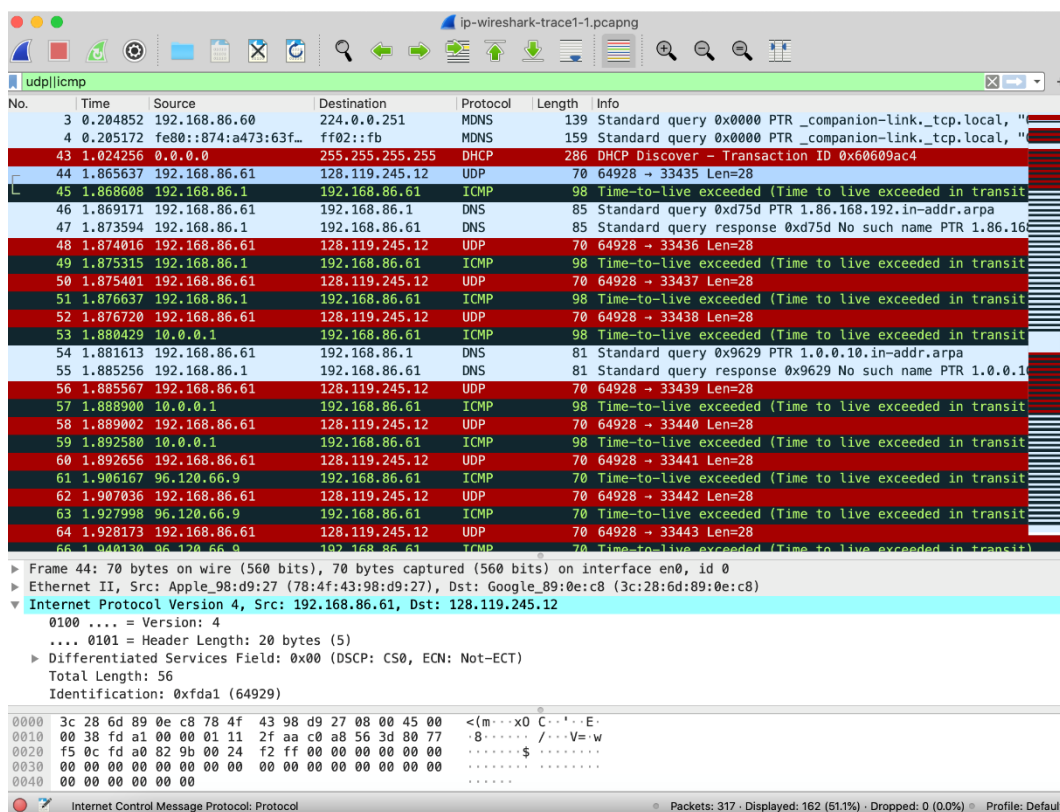 ip-wireshark-trace1-1.pcapng
udp||icmp
No. Time Source Destination Protocol Length Info
3 0.204852 192.168.86.60 224.0.0.251 MDNS 139 Standard query 0x0000 PTR _companion-link._tcp.local, "
4 0.205172 fe80::874:a473:63f… ff02::fb MDNS 159 Standard query 0x0000 PTR _companion-link._tcp.local, "
43 1.024256 0.0.0.0 255.255.255.255 DHCP 286 DHCP Discover – Transaction ID 0x60609ac4
44 1.865637 192.168.86.61 128.119.245.12 UDP 70 64928 → 33435 Len=28
45 1.868608 192.168.86.1 192.168.86.61 ICMP 98 Time-to-live exceeded (Time to live exceeded in transit
46 1.869171 192.168.86.61 192.168.86.1 DNS 85 Standard query 0xd75d PTR 1.86.168.192.in-addr.arpa
47 1.873594 192.168.86.1 192.168.86.61 DNS 85 Standard query response 0xd75d No such name PTR 1.86.16
48 1.874016 192.168.86.61 128.119.245.12 UDP 70 64928 → 33436 Len=28
49 1.875315 192.168.86.1 192.168.86.61 ICMP 98 Time-to-live exceeded (Time to live exceeded in transit
50 1.875401 192.168.86.61 128.119.245.12 UDP 70 64928 → 33437 Len=28
51 1.876637 192.168.86.1 192.168.86.61 ICMP 98 Time-to-live exceeded (Time to live exceeded in transit
52 1.876720 192.168.86.61 128.119.245.12 UDP 70 64928 → 33438 Len=28
53 1.880429 10.0.0.1 192.168.86.61 ICMP 98 Time-to-live exceeded (Time to live exceeded in transit
54 1.881613 192.168.86.61 192.168.86.1 DNS 81 Standard query 0x9629 PTR 1.0.0.10.in-addr.arpa
55 1.885256 192.168.86.1 192.168.86.61 DNS 81 Standard query response 0x9629 No such name PTR 1.0.0.1
56 1.885567 192.168.86.61 128.119.245.12 UDP 70 64928 → 33439 Len=28
57 1.888900 10.0.0.1 192.168.86.61 ICMP 98 Time-to-live exceeded (Time to live exceeded in transit
58 1.889002 192.168.86.61 128.119.245.12 UDP 70 64928 → 33440 Len=28
59 1.892580 10.0.0.1 192.168.86.61 ICMP 98 Time-to-live exceeded (Time to live exceeded in transit
60 1.892656 192.168.86.61 128.119.245.12 UDP 70 64928 → 33441 Len=28
61 1.906167 96.120.66.9 192.168.86.61 ICMP 70 Time-to-live exceeded (Time to live exceeded in transit
62 1.907036 192.168.86.61 128.119.245.12 UDP 70 64928 → 33442 Len=28
63 1.927998 96.120.66.9 192.168.86.61 ICMP 70 Time-to-live exceeded (Time to live exceeded in transit
64 1.928173 192.168.86.61 128.119.245.12 UDP 70 64928 → 33443 Len=28
66 1.940130 96.120.66.9 192.168.86.61 ICMP 70 Time-to-live exceeded (Time to live exceeded in transit)
Frame 44: 70 bytes on wire (560 bits), 70 bytes captured (560 bits) on interface en0, id 0
Ethernet II, Src: Apple_98:d9:27 (78:4f:43:98:d9:27), Dst: Google_89:0e:c8 (3c:28:6d:89:0e:c8)
Internet Protocol Version 4, Src: 192.168.86.61, Dst: 128.119.245.12
0100 .... = Version: 4
.... 0101 = Header Length: 20 bytes (5)
Differentiated Services Field: 0x00 (DSCP: CS0, ECN: Not-ECT)
Total Length: 56
Identification: 0xfda1 (64929)
0000 3c 28 6d 89 0e c8 78 4f 43 98 d9 27 08 00 45 00 <(m···xO C··'··E·
0010 00 38 fd a1 00 00 01 11 2f aa c0 a8 56 3d 80 77 ·8······ /···V=·w
0020 f5 0c fd a0 82 9b 00 24 f2 ff 00 00 00 00 00 00 ·······$ ········
0030 00 00 00 00 00 00 00 00 00 00 00 00 00 00 00 00 ········ ········
0040 00 00 00 00 00 00 ······
Internet Control Message Protocol: Protocol Packets: 317 · Displayed: 162 (51.1%) · Dropped: 0 (0.0%) Profile: Defaul